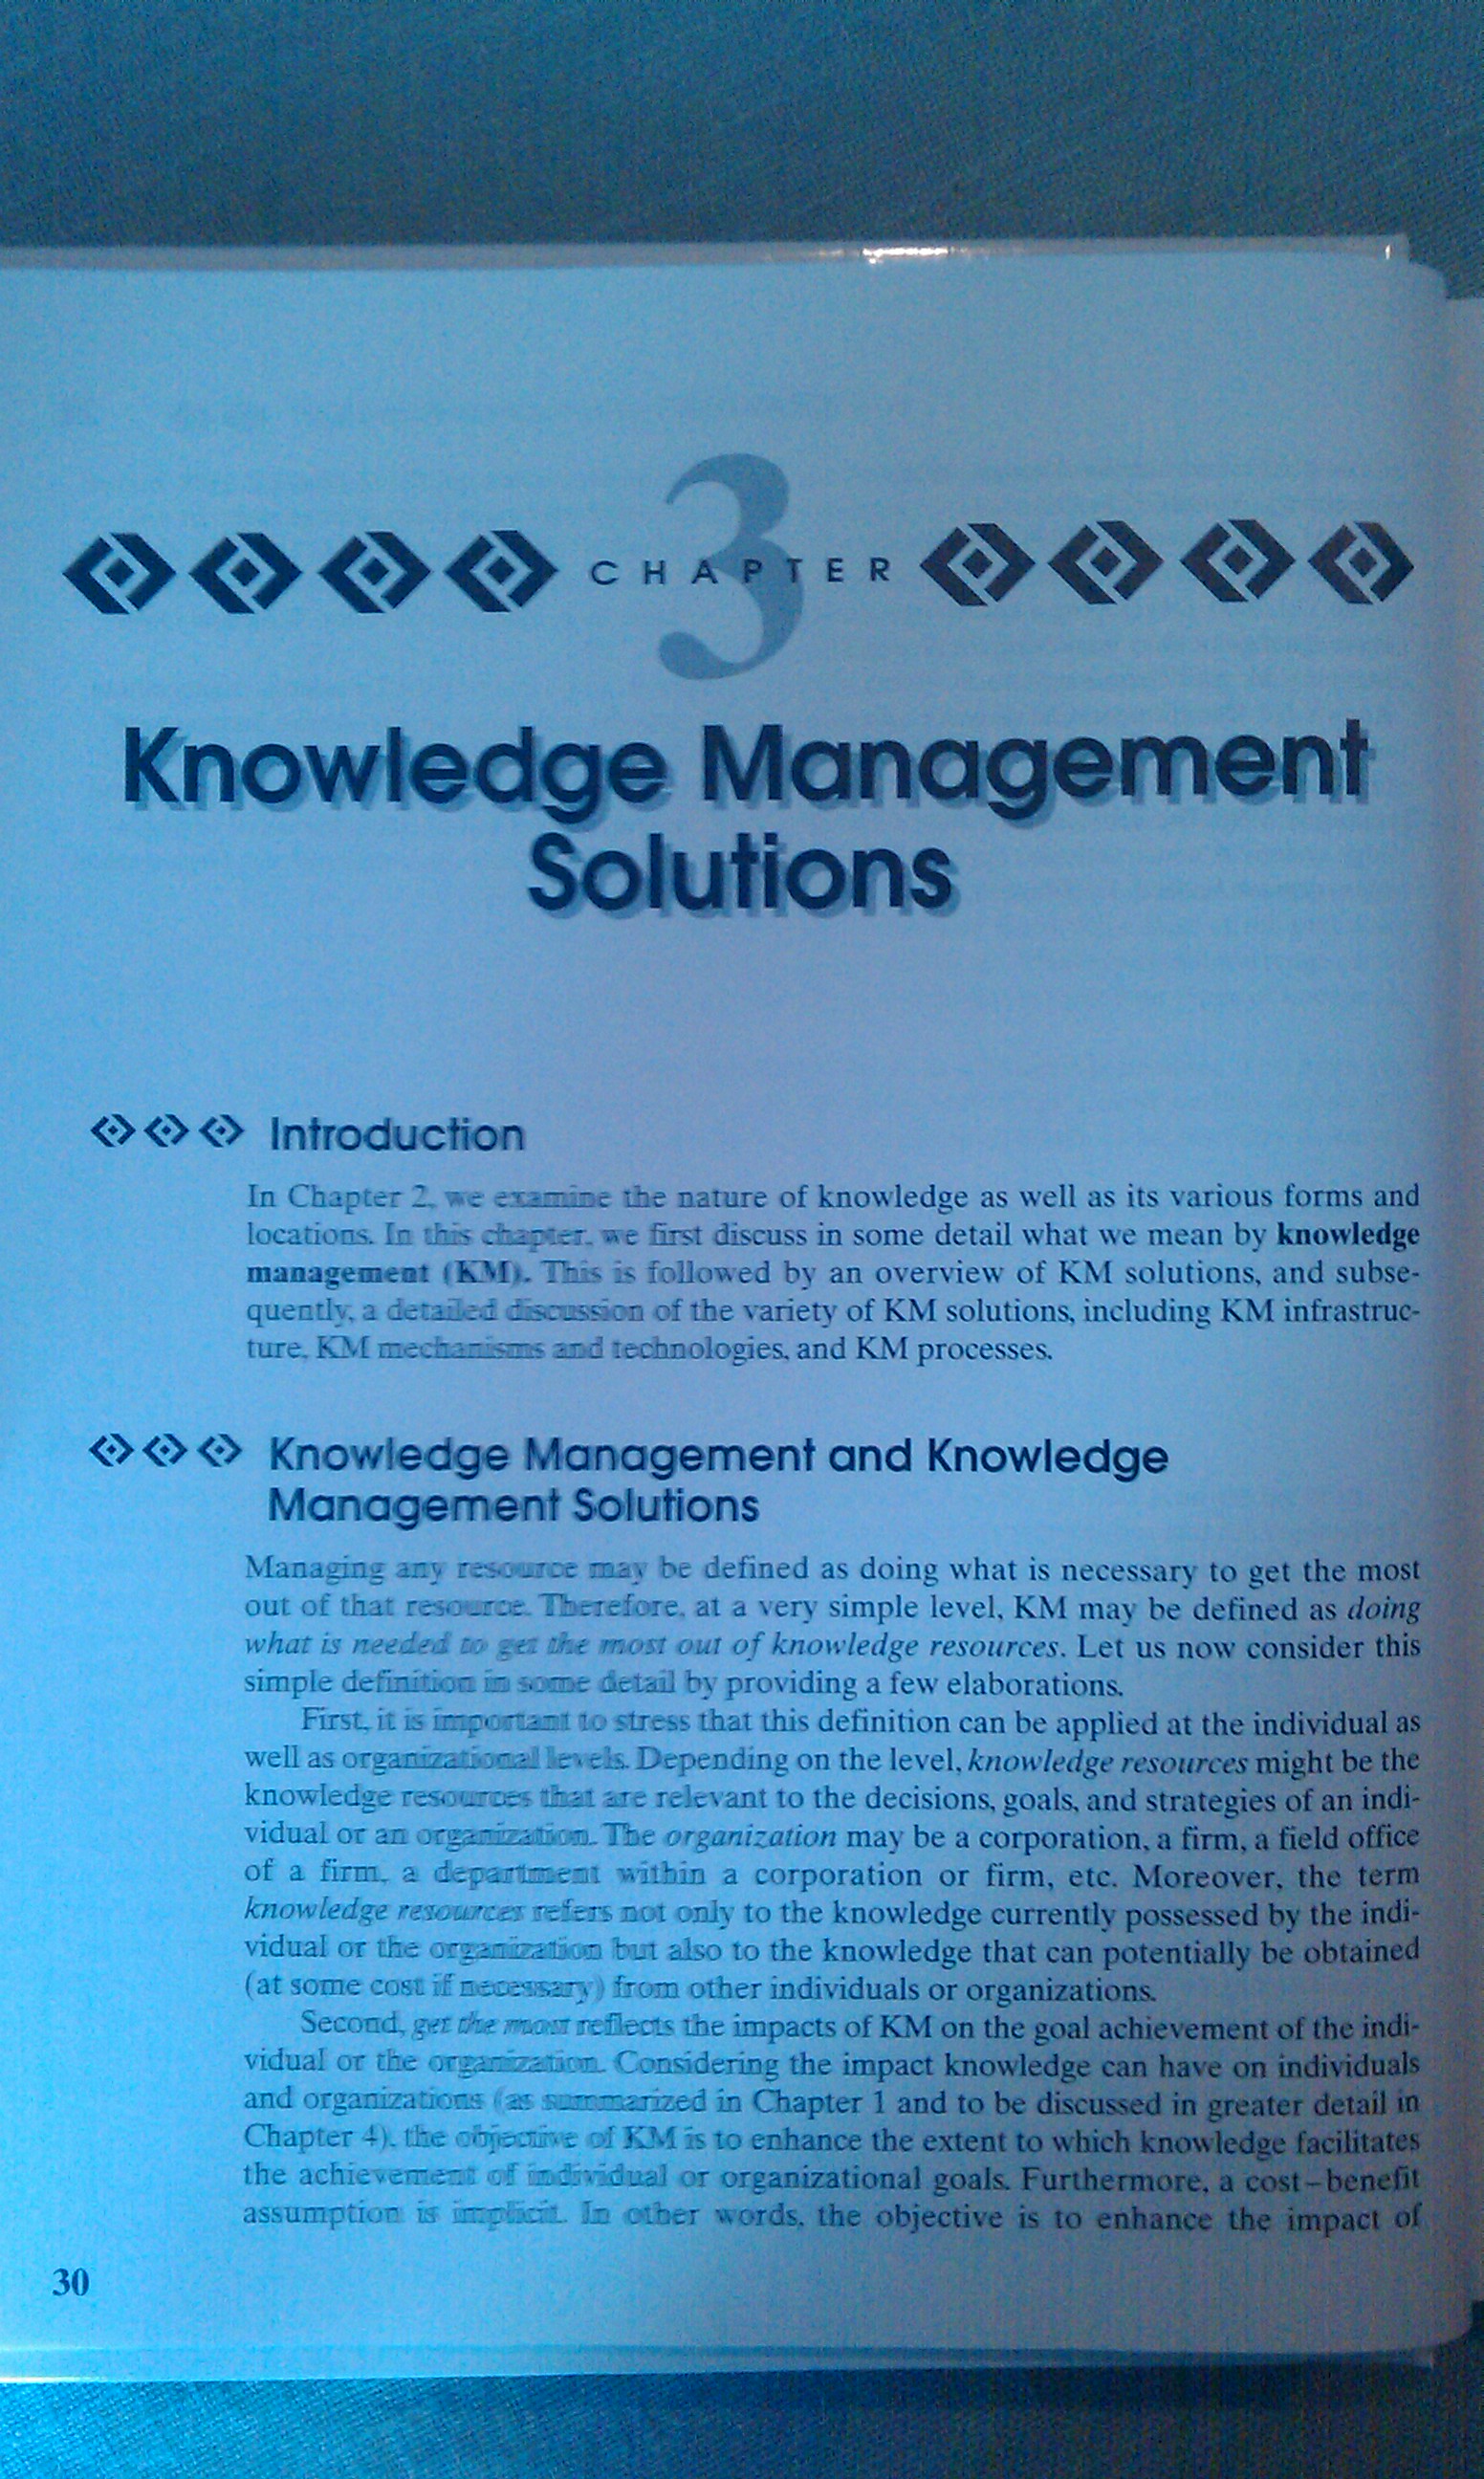 3
CHAPTER
Knowledge Management
Solutions
Introduction
In Chapter 2, we examine the nature of knowledge as well as its various forms and
locations. In this chapter, we first discuss in some detail what we mean by knowledge
management (KM). This is followed by an overview of KM solutions, and subse-
quently, a detailed discussion of the variety of KM solutions, including KM infrastruc-
ture, KM mechanisms and technologies, and KM processes.
Knowledge Management and Knowledge
Management Solutions
Managing any resource may be defined as doing what is necessary to get the most
out of that resource. Therefore, at a very simple level, KM may be defined as doing
what is needed to get the most out of knowledge resources. Let us now consider this
simple definition in some detail by providing a few elaborations.
First, it is important to stress that this definition can be applied at the individual as
well as organizational levels. Depending on the level, knowledge resources might be the
knowledge resources that are relevant to the decisions, goals, and strategies of an indi-
vidual or an organization. The organization may be a corporation, a firm, a field office
of a firm, a department within a corporation or firm, etc. Moreover, the term
knowledge resources refers not only to the knowledge currently possessed by the indi-
vidual or the organization but also to the knowledge that can potentially be obtained
(at some cost if necessary) from other individuals or organizations.
Second, get the most reflects the impacts of KM on the goal achievement of the indi-
vidual or the organization. Considering the impact knowledge can have on individuals
and organizations (as summarized in Chapter 1 and to be discussed in greater detail in
Chapter 4), the objective of KM is to enhance the extent to which knowledge facilitates
the achievement of individual or organizational goals. Furthermore, a cost–benefit
assumption is implicit. In other words, the objective is to enhance the impact of
30